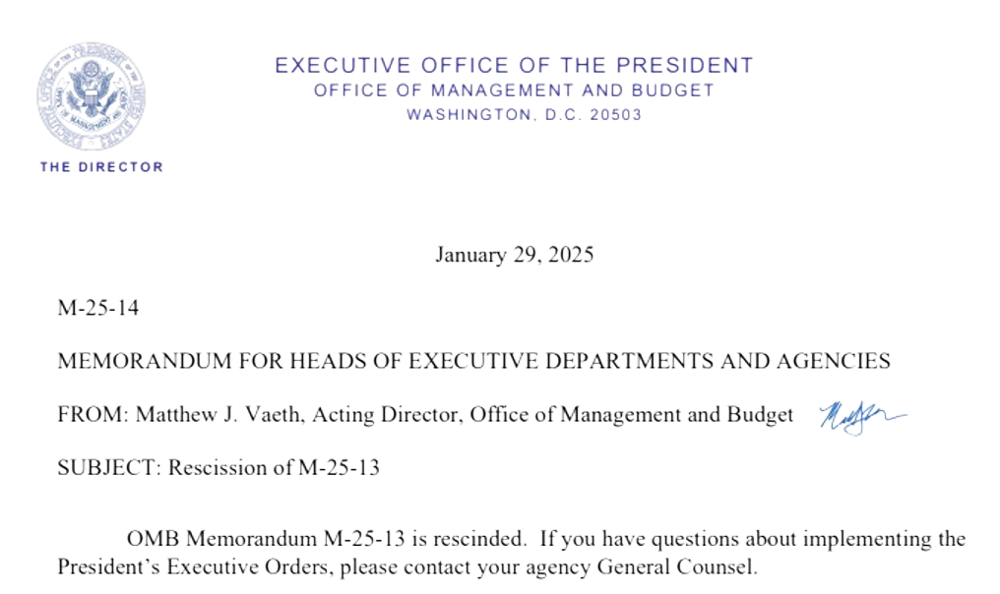 EXECUTIVE OFFICE OF THE PRESIDENT
OFFICE OF MANAGEMENT AND BUDGET
WASHINGTON, D.C. 20503
THE DIRECTOR
January 29, 2025
M-25-14
MEMORANDUM FOR HEADS OF EXECUTIVE DEPARTMENTS AND AGENCIES
FROM: Matthew J. Vaeth, Acting Director, Office of Management and Budget
SUBJECT: Rescission of M-25-13
OMB Memorandum M-25-13 is rescinded.  If you have questions about implementing the
President’s Executive Orders, please contact your agency General Counsel.